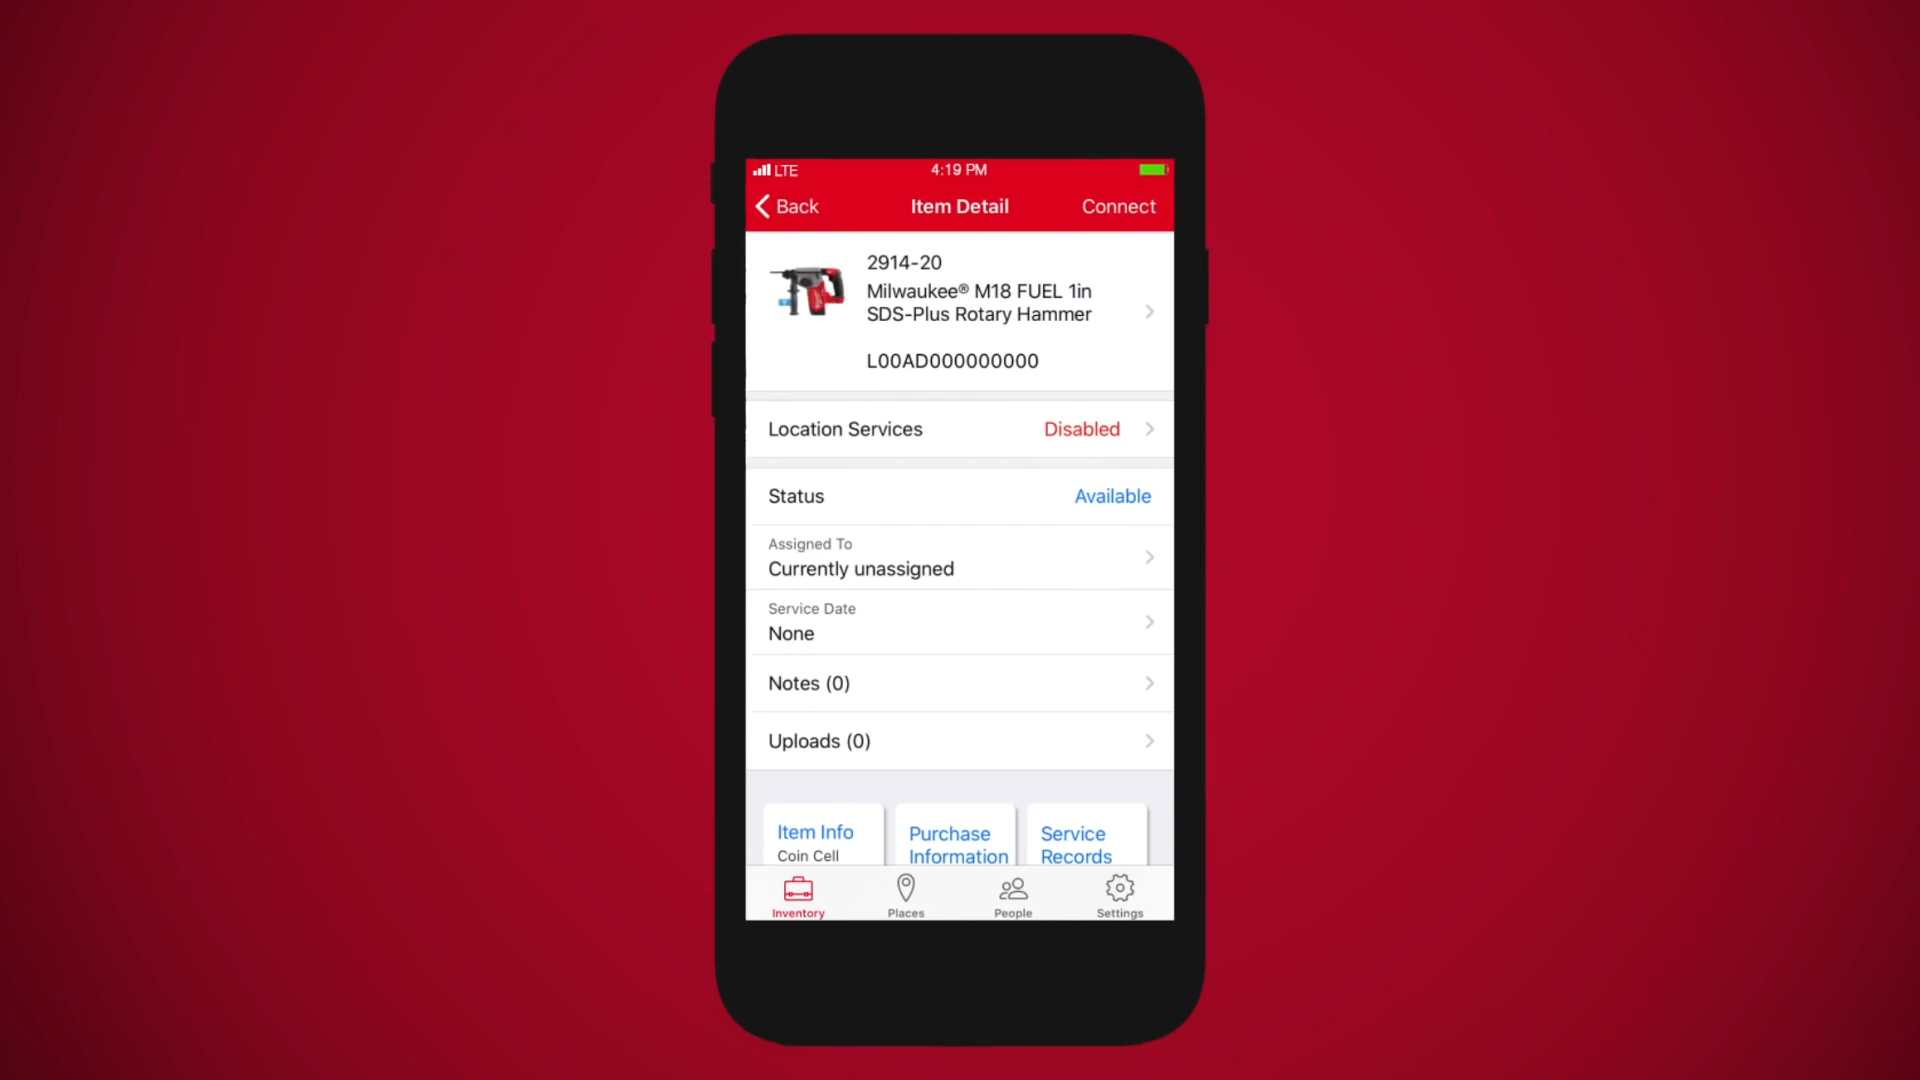 LTE
4:19 PM
Back
Item Detail
Connect
2914-20
Milwaukee® M18 FUEL 1in
SDS-Plus Rotary Hammer
L00AD000000000
Location Services
Disabled
Status
Available
Assigned To
Currently unassigned
Service Date
None
Notes (0)
Uploads (0)
Item Info
Coin Cell
Purchase
Information
Service
Records
Inventory
Places
People
Settings